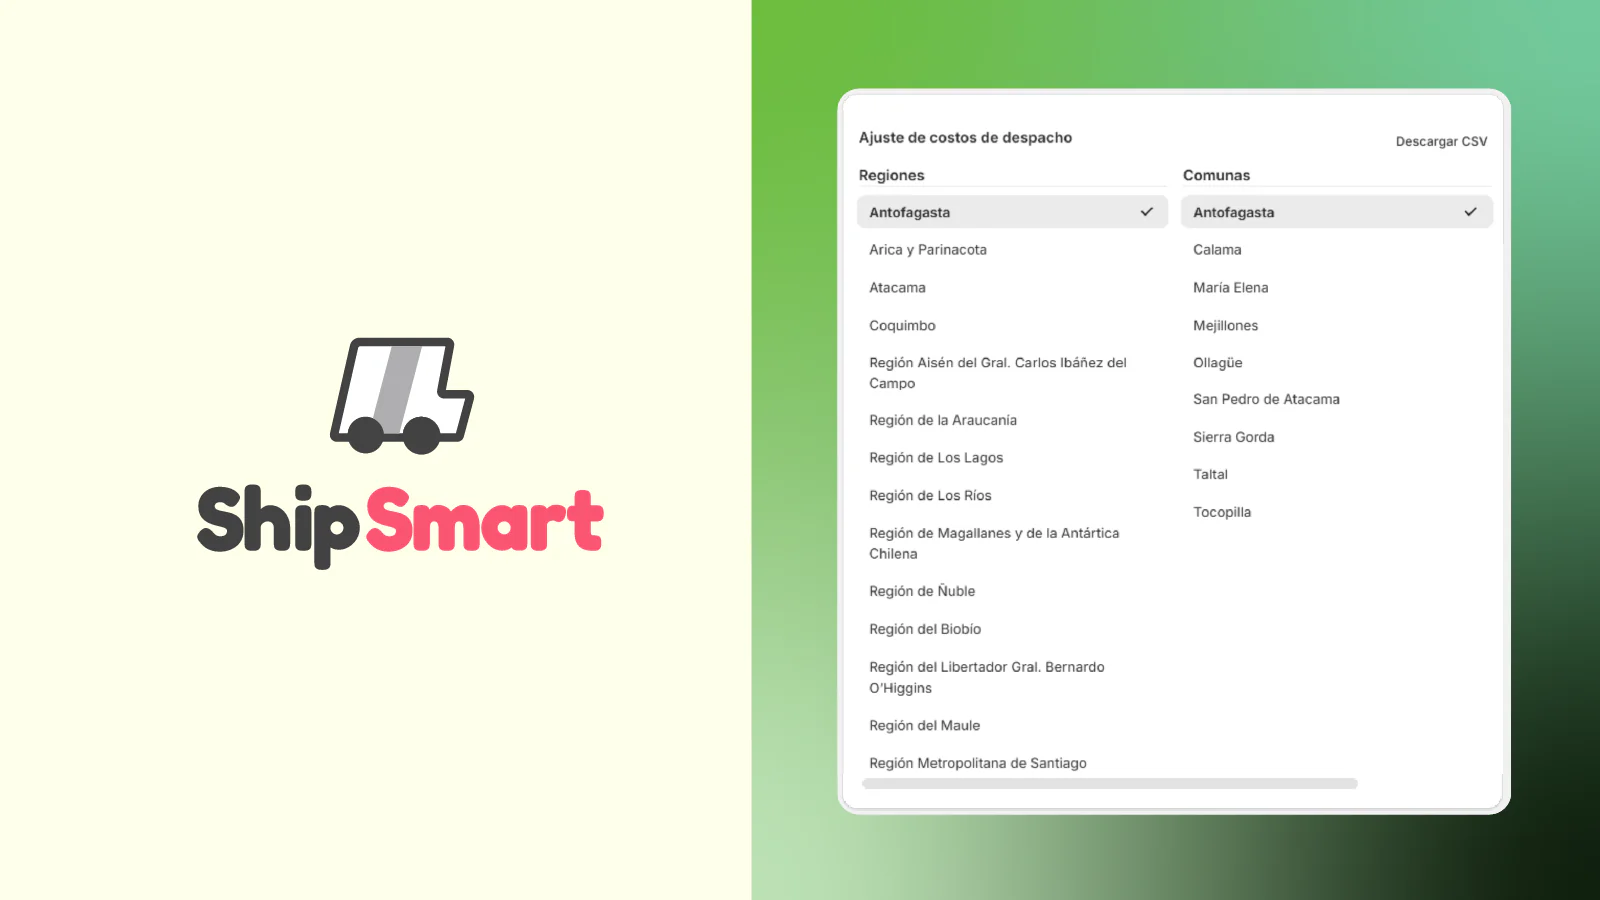 ShipSmart
Ajuste de costos de despacho
Descargar CSV
Regiones
Antofagasta
Arica y Parinacota
Atacama
Coquimbo
Región Aisén del Gral. Carlos Ibáñez del
Campo
Región de la Araucanía
Región de Los Lagos
Región de Los Ríos
Región de Magallanes y de la Antártica
Chilena
Región de Ñuble
Región del Biobío
Región del Libertador Gral. Bernardo
O'Higgins
Región del Maule
Región Metropolitana de Santiago
Comunas
Antofagasta
Calama
María Elena
Mejillones
Ollagüe
San Pedro de Atacama
Sierra Gorda
Taltal
Tocopilla